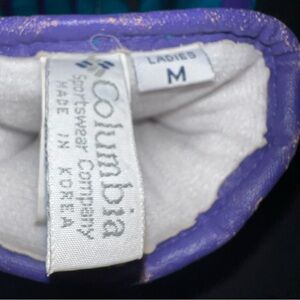 Columbia
Sportswear Company
MADE IN KOREA
LADIES
M